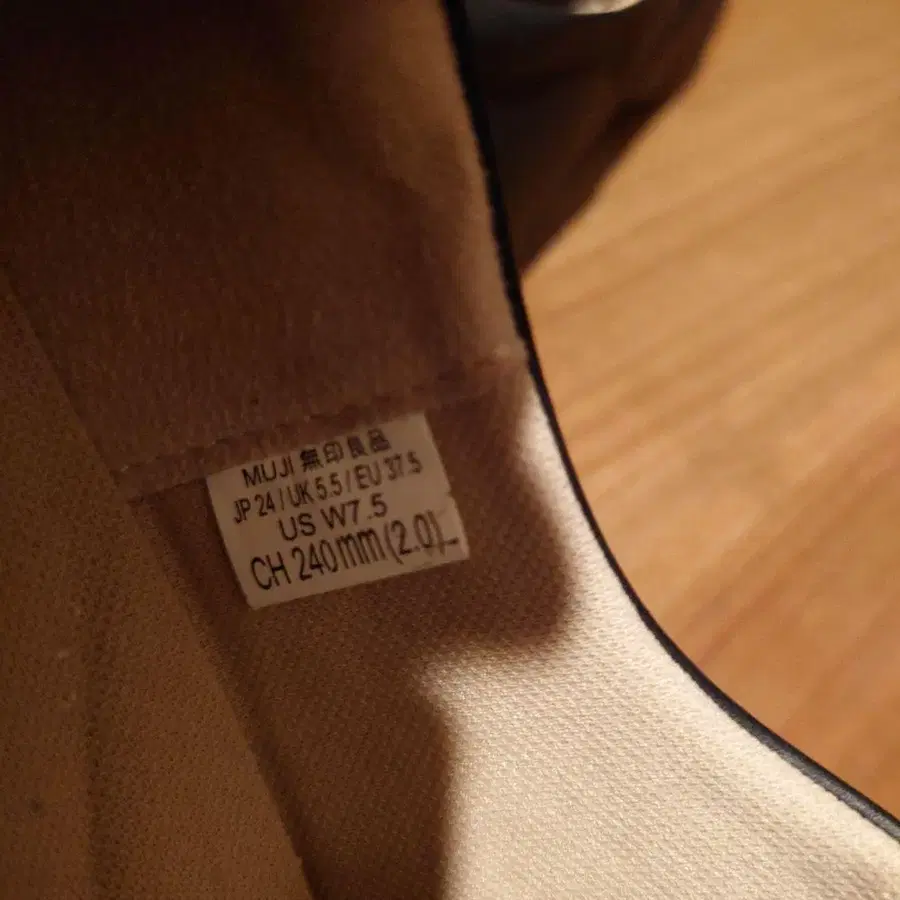 MUJI 無印良品
JP 24 / UK 5.5 / EU 37.5
US W7.5
CH 240mm(2.0)